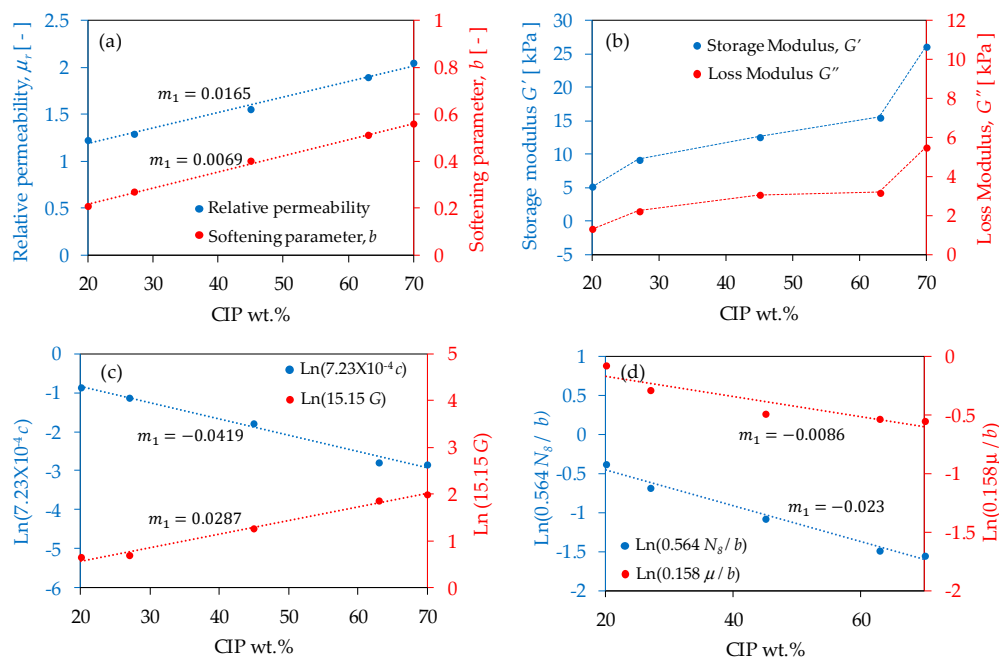 (a)
Relative permeability, μr [ - ]
2.5
2
1.5
1
0.5
0
Softening parameter, b [ - ]
1
0.8
0.6
0.4
0.2
0
m1 = 0.0165
m1 = 0.0069
Relative permeability
Softening parameter, b
20 30 40 50 60 70
CIP wt.%
(b)
Storage modulus G′ [ kPa]
30
25
20
15
10
5
0
-5
Loss Modulus, G″ [ kPa]
12
10
8
6
4
2
0
Storage Modulus, G′
Loss Modulus G″
20 30 40 50 60 70
CIP wt.%
(c)
Ln(7.23X10-4 c)
0
-1
-2
-3
-4
-5
-6
Ln (15.15 G)
5
4
3
2
1
0
Ln(7.23X10-4 c)
Ln(15.15 G)
m1 = −0.0419
m1 = 0.0287
20 30 40 50 60 70
CIP wt.%
(d)
Ln(0.564 N8 / b)
1
0.5
0
-0.5
-1
-1.5
-2
Ln(0.158 μ / b)
-0
-0.5
-1
-1.5
-2
m1 = −0.0086
m1 = −0.023
Ln(0.564 N8 / b)
Ln(0.158 μ / b)
20 40 60
CIP wt.%